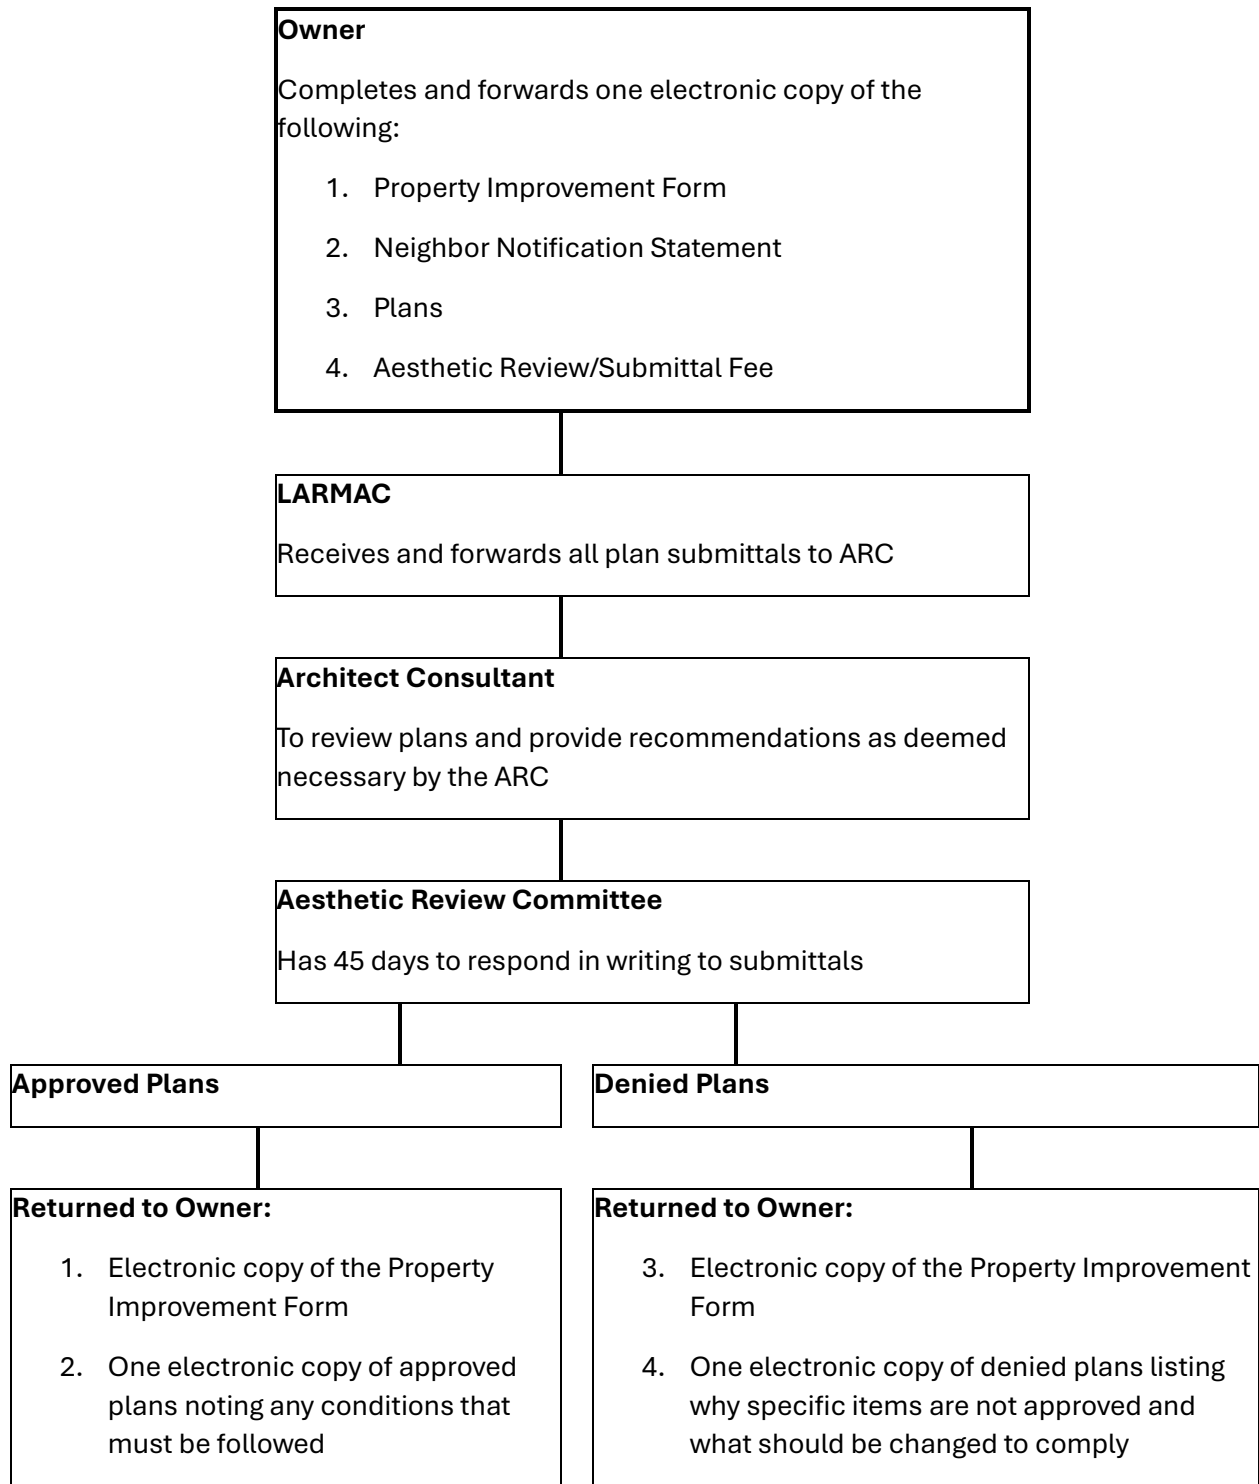 Owner
Completes and forwards one electronic copy of the
following:
1. Property Improvement Form
2. Neighbor Notification Statement
3. Plans
4. Aesthetic Review/Submittal Fee
LARMAC
Receives and forwards all plan submittals to ARC
Architect Consultant
To review plans and provide recommendations as deemed
necessary by the ARC
Aesthetic Review Committee
Has 45 days to respond in writing to submittals
Approved Plans
Denied Plans
Returned to Owner:
1. Electronic copy of the Property
Improvement Form
2. One electronic copy of approved
plans noting any conditions that
must be followed
Returned to Owner:
3. Electronic copy of the Property Improvement
Form
4. One electronic copy of denied plans listing
why specific items are not approved and
what should be changed to comply